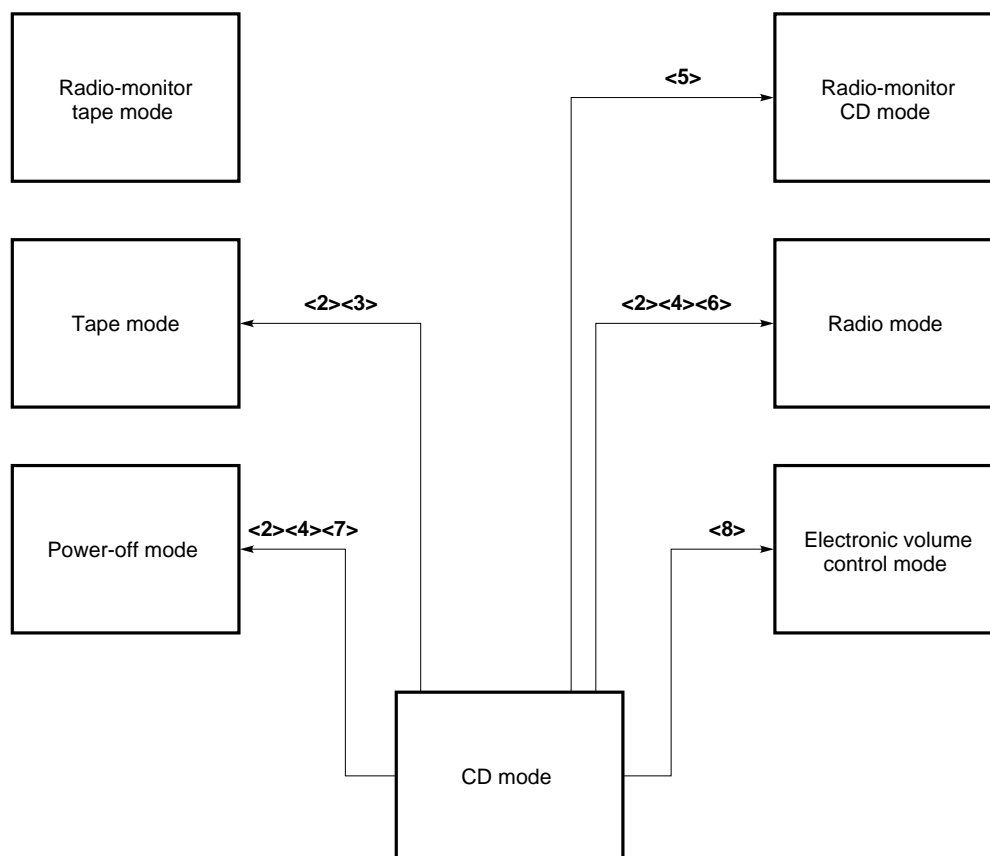 Radio-monitor
tape mode
<5>
Radio-monitor
CD mode
<2><3>
Tape mode
<2><4><6>
Radio mode
<2><4><7>
Power-off mode
<8>
Electronic volume
control mode
CD mode